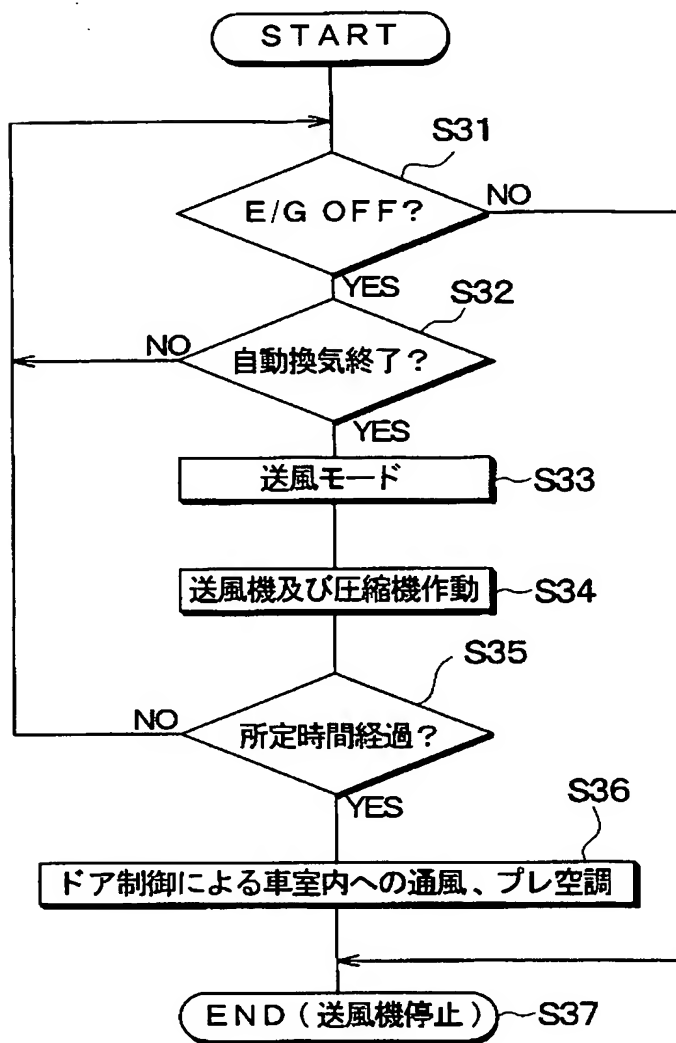 START
S31
E/G OFF?
NO
YES
S32
NO
自動換気終了?
YES
送風モード
S33
送風機及び圧縮機作動
S34
S35
NO
所定時間経過?
YES
S36
ドア制御による車室内への通風、プレ空調
END(送風機停止)
S37